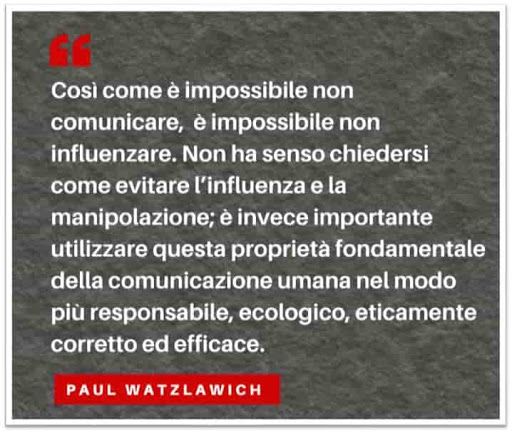 Così come è impossibile non
comunicare, è impossibile non
influenzare. Non ha senso chiedersi
come evitare l'influenza e la
manipolazione; è invece importante
utilizzare questa proprietà fondamentale
della comunicazione umana nel modo
più responsabile, ecologico, eticamente
corretto ed efficace.
PAUL WATZLAWICH